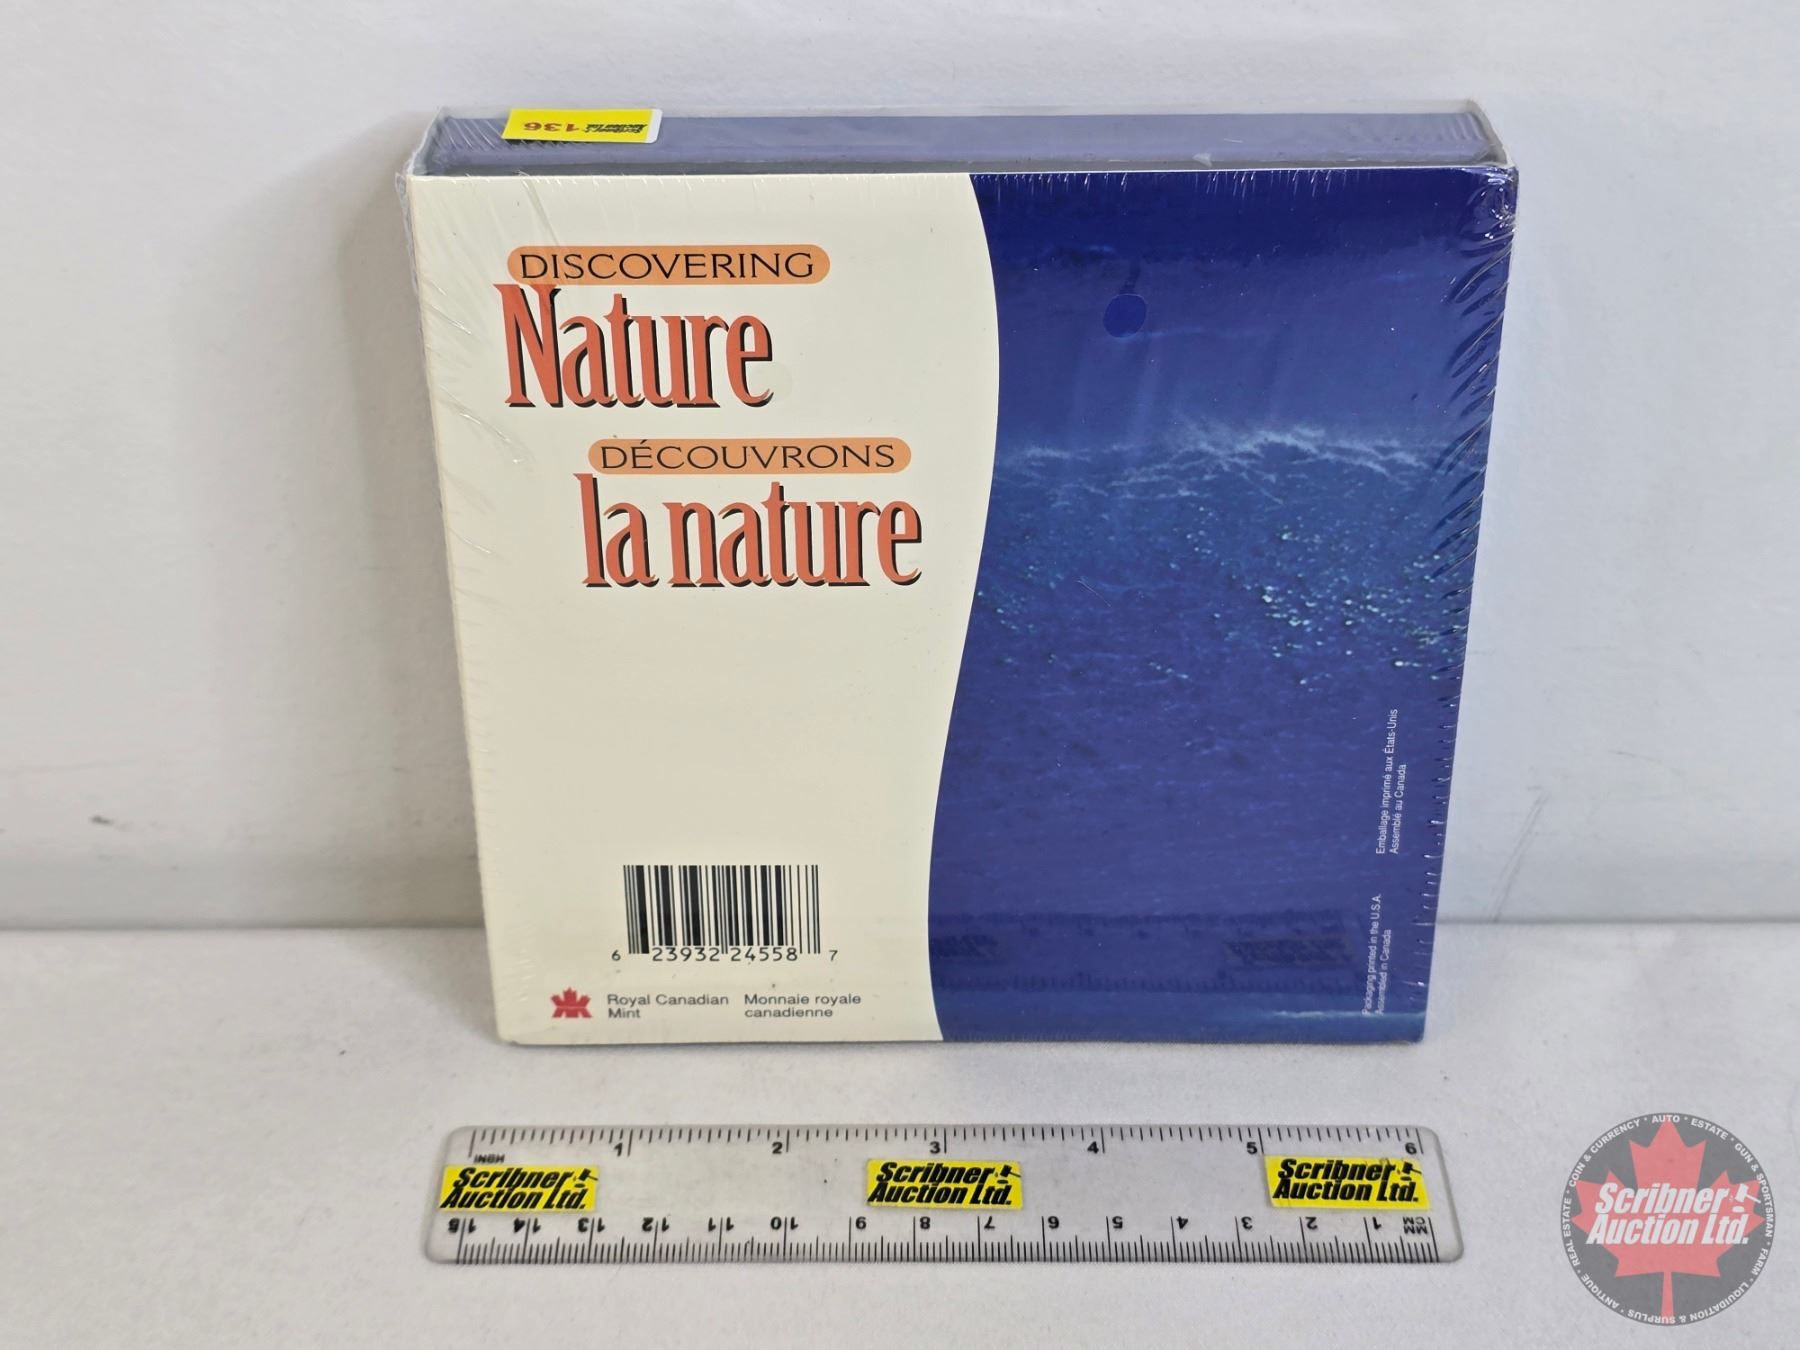 Scribner
Auction Ltd.
136
DISCOVERING
Nature
DÉCOUVRONS
la nature
Emballage imprimé aux États-Unis
Assemblé au Canada
Packaging printed in the U.S.A.
Assembled in Canada
6 23932 24558 7
Royal Canadian
Mint
Monnaie royale
canadienne
1 2 3 4 5 6
INCH
Scribner
Auction Ltd.
Scribner
Auction Ltd.
Scribner
Auction Ltd.
15 14 13 12 11 10 9 8 7 6 5 4 3 2 1
MM
CM
Scribner
Auction Ltd.
COIN & CURRENCY · AUTO · ESTATE · GUN & SPORTSMAN · FARM · LIQUIDATION & SURPLUS · ANTIQUE · REAL ESTATE ·